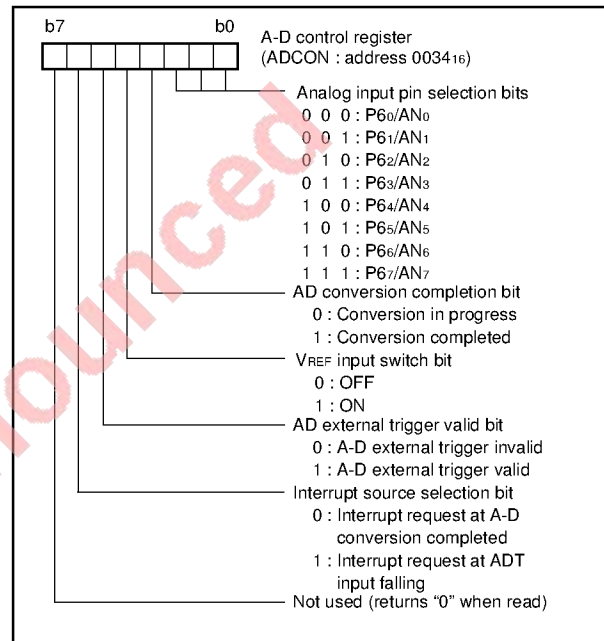 b7 b0
A-D control register
(ADCON : address 0034₁₆)
Analog input pin selection bits
0 0 0 : P6₀/AN₀
0 0 1 : P6₁/AN₁
0 1 0 : P6₂/AN₂
0 1 1 : P6₃/AN₃
1 0 0 : P6₄/AN₄
1 0 1 : P6₅/AN₅
1 1 0 : P6₆/AN₆
1 1 1 : P6₇/AN₇
AD conversion completion bit
0 : Conversion in progress
1 : Conversion completed
VREF input switch bit
0 : OFF
1 : ON
AD external trigger valid bit
0 : A-D external trigger invalid
1 : A-D external trigger valid
Interrupt source selection bit
0 : Interrupt request at A-D
conversion completed
1 : Interrupt request at ADT
input falling
Not used (returns “0” when read)